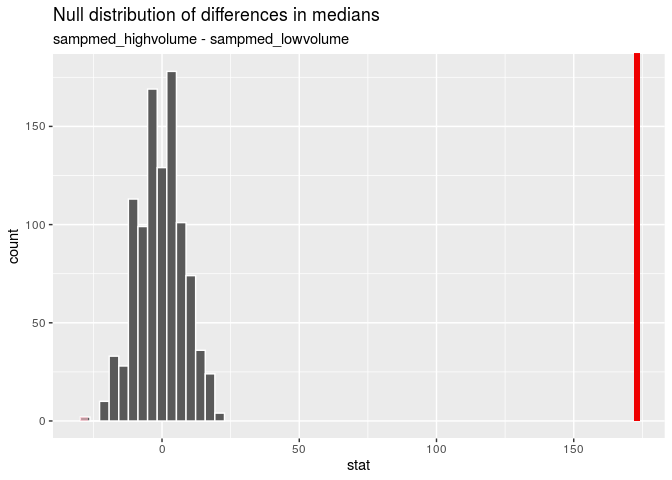 Null distribution of differences in medians
sampmed_highvolume - sampmed_lowvolume
150
100
50
0
count
0 50 100 150
stat